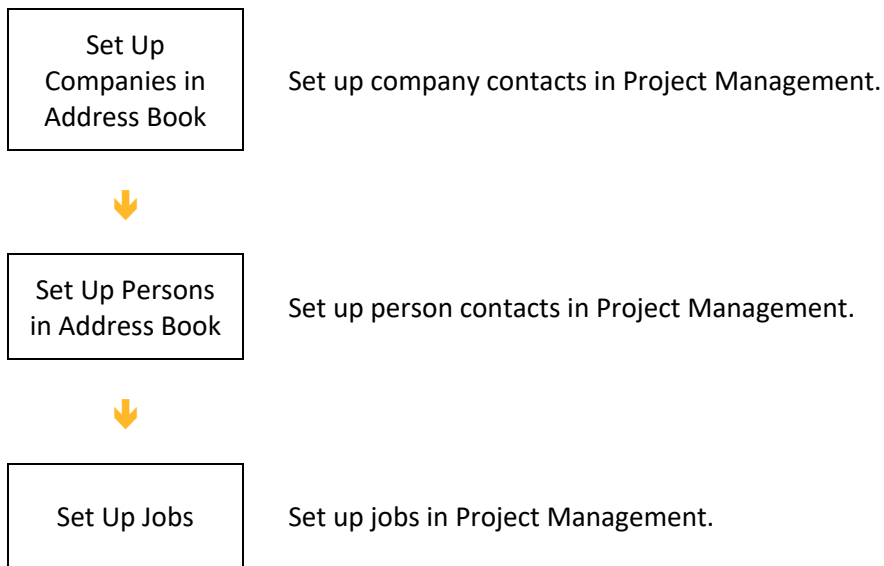 Set Up
Companies in
Address Book
Set up company contacts in Project Management.
Set Up Persons
in Address Book
Set up person contacts in Project Management.
Set Up Jobs
Set up jobs in Project Management.